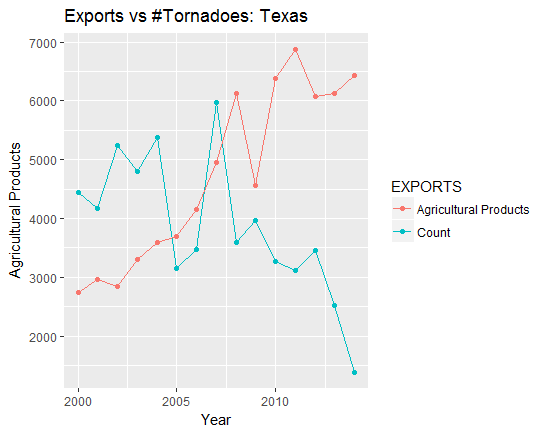 Exports vs #Tornadoes: Texas
Agricultural Products
7000
6000
5000
4000
3000
2000
2000
2005
2010
Year
EXPORTS
Agricultural Products
Count